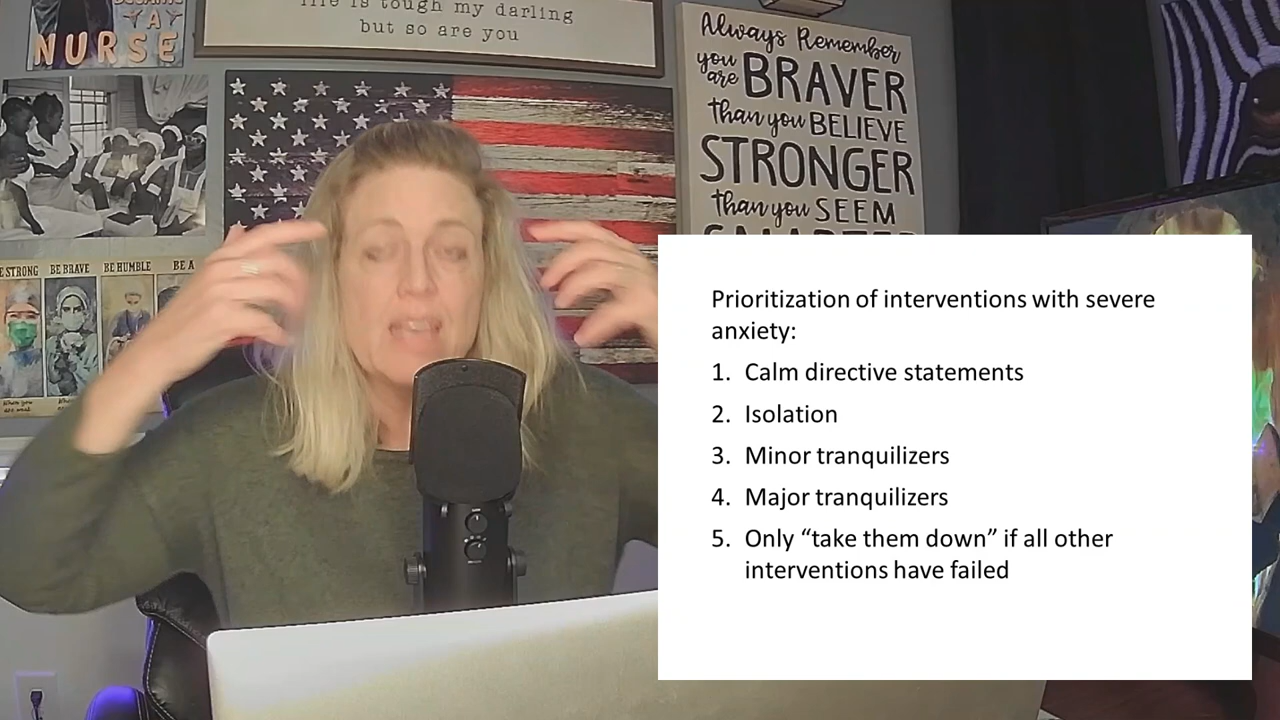 A
NURSE
life is tough my darling
but so are you
Always Remember
you are BRAVER
than you BELIEVE
STRONGER
than you SEEM
E STRONG BE BRAVE BE HUMBLE BE A
Prioritization of interventions with severe
anxiety:
1. Calm directive statements
2. Isolation
3. Minor tranquilizers
4. Major tranquilizers
5. Only “take them down” if all other
interventions have failed